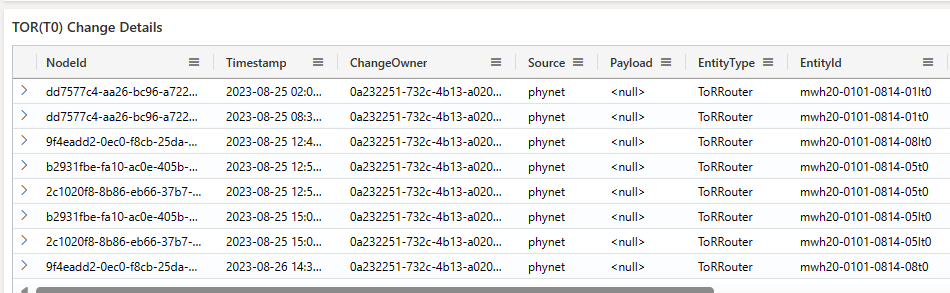 TOR(T0) Change Details
NodeId Timestamp ChangeOwner Source Payload EntityType EntityId
dd7577c4-aa26-bc96-a722... 2023-08-25 02:0... 0a232251-732c-4b13-a020... phynet <null> ToRRouter mwh20-0101-0814-01lt0
dd7577c4-aa26-bc96-a722... 2023-08-25 08:3... 0a232251-732c-4b13-a020... phynet <null> ToRRouter mwh20-0101-0814-01t0
9f4eadd2-0ec0-f8cb-25da-... 2023-08-25 12:4... 0a232251-732c-4b13-a020... phynet <null> ToRRouter mwh20-0101-0814-08lt0
b2931fbe-fa10-ac0e-405b-... 2023-08-25 12:5... 0a232251-732c-4b13-a020... phynet <null> ToRRouter mwh20-0101-0814-05t0
2c1020f8-8b86-eb66-37b7-... 2023-08-25 12:5... 0a232251-732c-4b13-a020... phynet <null> ToRRouter mwh20-0101-0814-05t0
b2931fbe-fa10-ac0e-405b-... 2023-08-25 15:0... 0a232251-732c-4b13-a020... phynet <null> ToRRouter mwh20-0101-0814-05lt0
2c1020f8-8b86-eb66-37b7-... 2023-08-25 15:0... 0a232251-732c-4b13-a020... phynet <null> ToRRouter mwh20-0101-0814-05lt0
9f4eadd2-0ec0-f8cb-25da-... 2023-08-26 14:3... 0a232251-732c-4b13-a020... phynet <null> ToRRouter mwh20-0101-0814-08t0